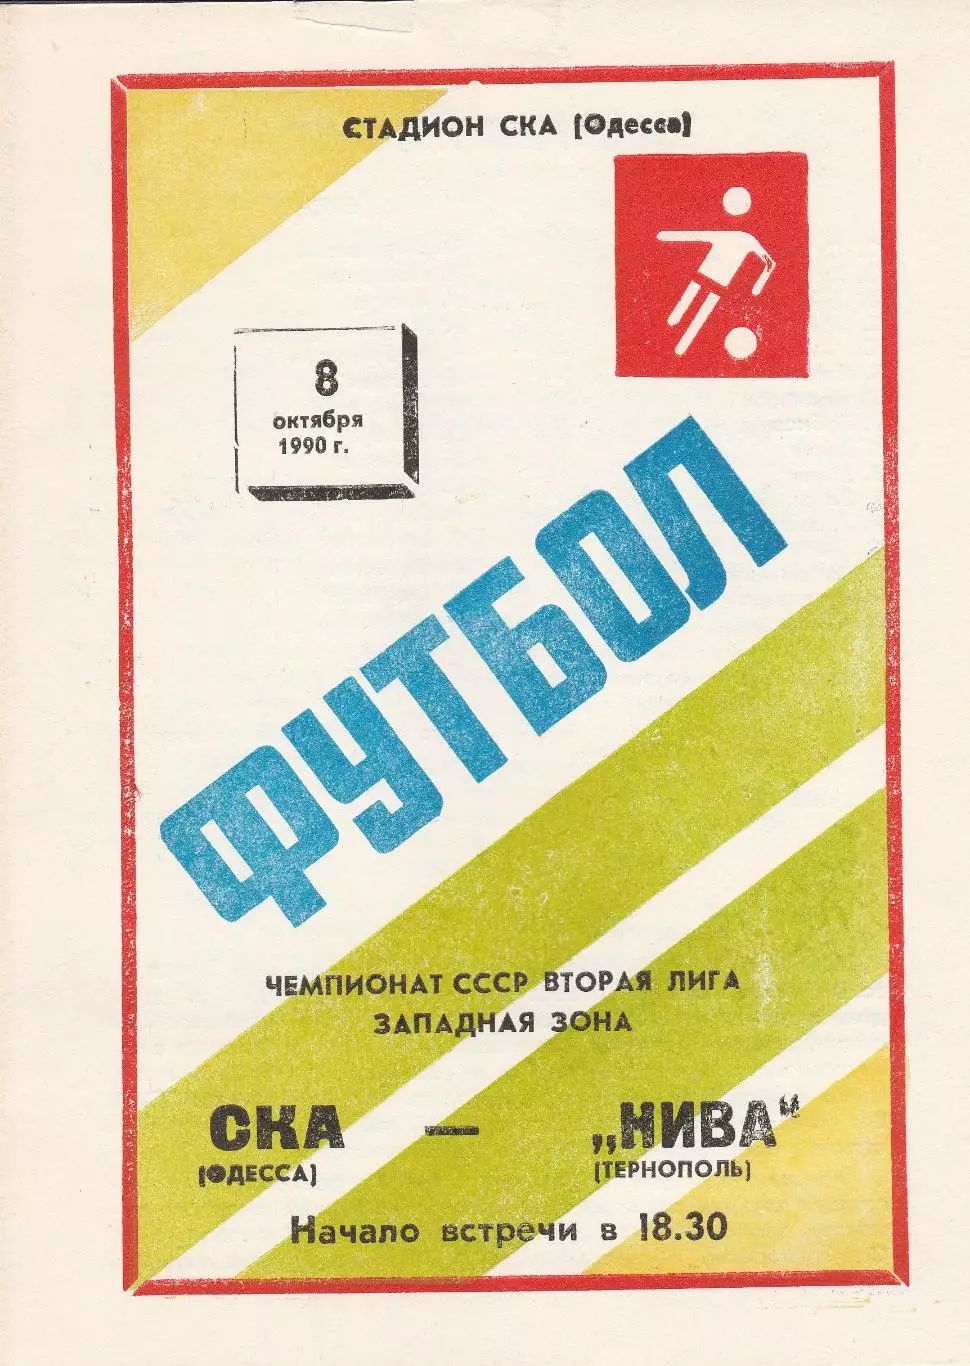 СТАДИОН СКА (Одесса)
8
октября
1990 г.
ФУТБОЛ
ЧЕМПИОНАТ СССР ВТОРАЯ ЛИГА
ЗАПАДНАЯ ЗОНА
СКА — „НИВА“
(ОДЕССА) (ТЕРНОПОЛЬ)
Начало встречи в 18.30